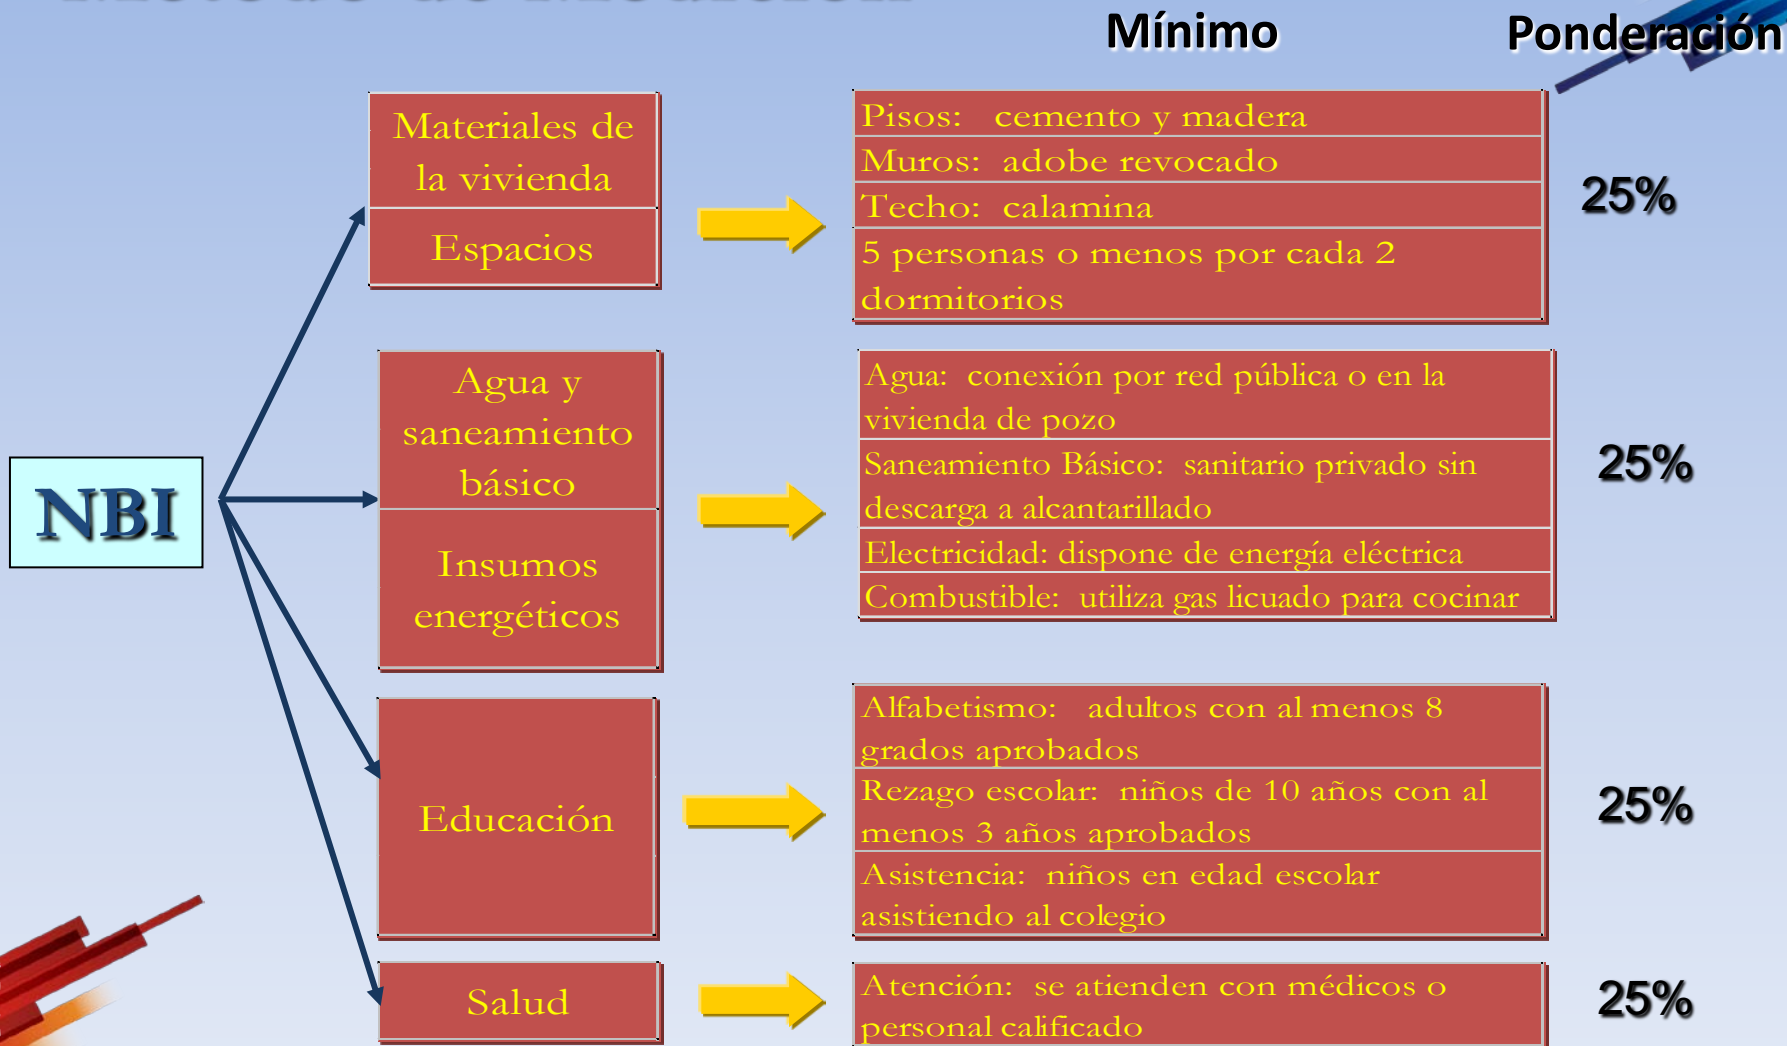 Método de Medición
Mínimo
Ponderación
NBI
Materiales de
la vivienda
Espacios
Pisos: cemento y madera
Muros: adobe revocado
Techo: calamina
5 personas o menos por cada 2
dormitorios
25%
Agua y
saneamiento
básico
Insumos
energéticos
Agua: conexión por red pública o en la
vivienda de pozo
Saneamiento Básico: sanitario privado sin
descarga a alcantarillado
Electricidad: dispone de energía eléctrica
Combustible: utiliza gas licuado para cocinar
25%
Educación
Alfabetismo: adultos con al menos 8
grados aprobados
Rezago escolar: niños de 10 años con al
menos 3 años aprobados
Asistencia: niños en edad escolar
asistiendo al colegio
25%
Salud
Atención: se atienden con médicos o
personal calificado
25%